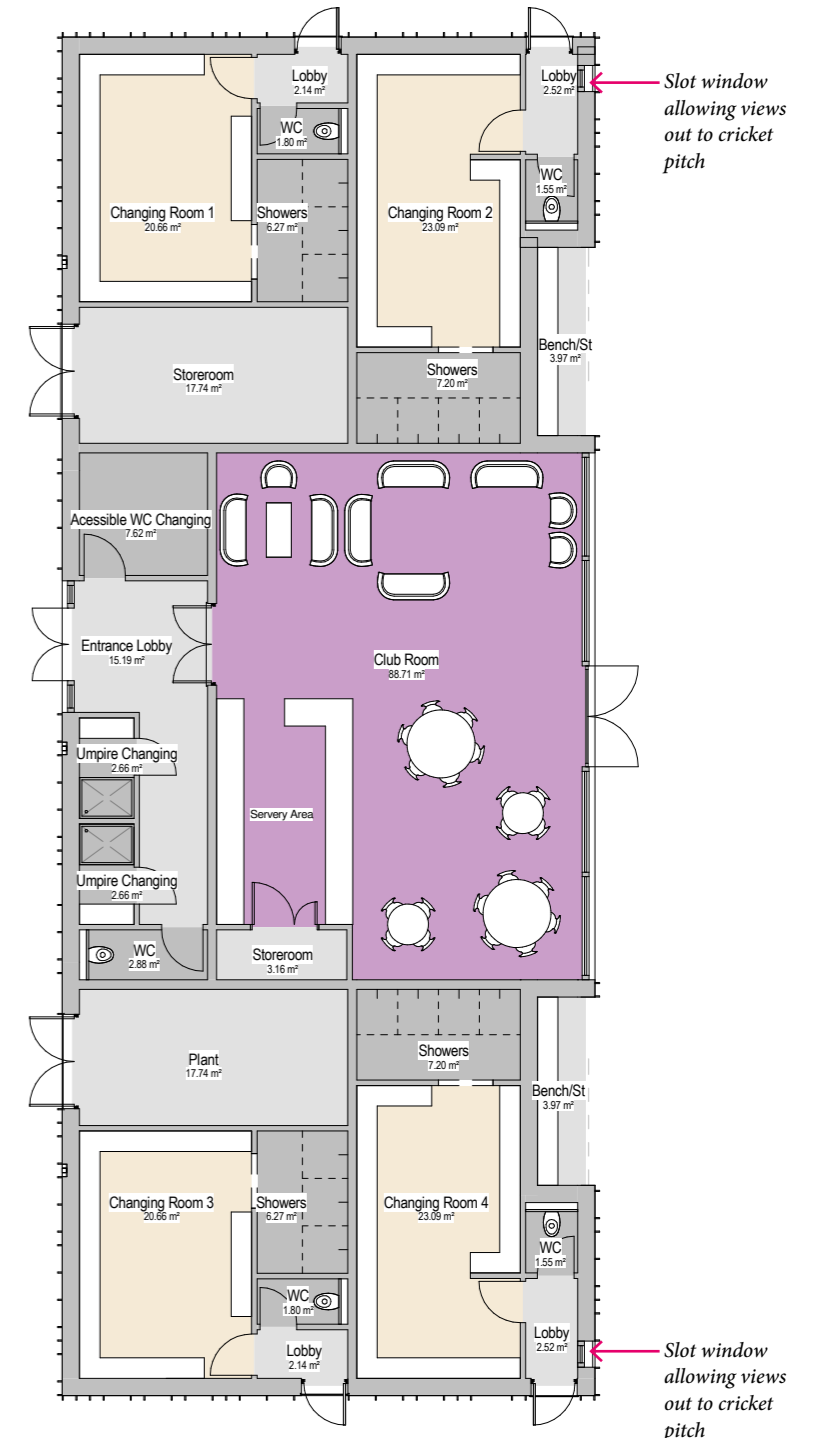 Lobby
2.14 m²
Lobby
2.52 m²
Slot window
allowing views
out to cricket
pitch
WC
1.80 m²
WC
1.55 m²
Changing Room 1
20.66 m²
Showers
6.27 m²
Changing Room 2
23.09 m²
Bench/St
3.97 m²
Storeroom
17.74 m²
Showers
7.20 m²
Acessible WC Changing
7.62 m²
Entrance Lobby
15.19 m²
Club Room
88.71 m²
Umpire Changing
2.66 m²
Servery Area
Umpire Changing
2.66 m²
WC
2.88 m²
Storeroom
3.16 m²
Plant
17.74 m²
Showers
7.20 m²
Bench/St
3.97 m²
Changing Room 3
20.66 m²
Showers
6.27 m²
Changing Room 4
23.09 m²
WC
1.55 m²
WC
1.80 m²
Lobby
2.14 m²
Lobby
2.52 m²
Slot window
allowing views
out to cricket
pitch